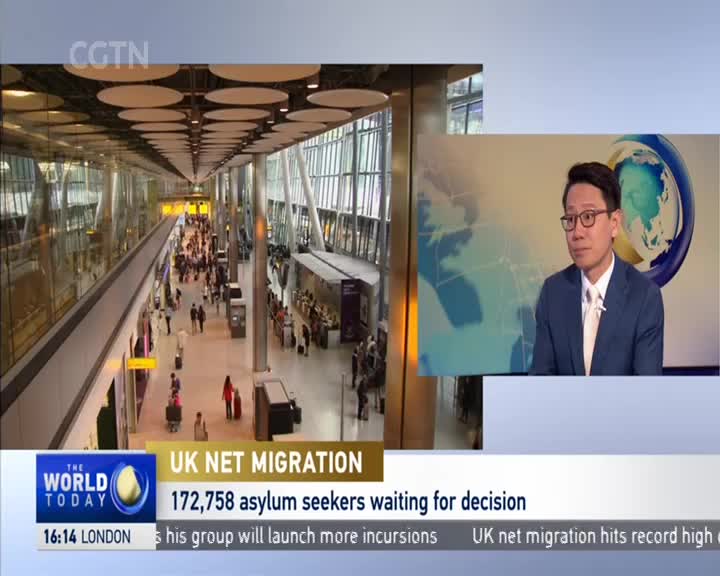 CGTN
UK NET MIGRATION
THE
WORLD
TODAY
172,758 asylum seekers waiting for decision
16:14 LONDON
s his group will launch more incursions UK net migration hits record high